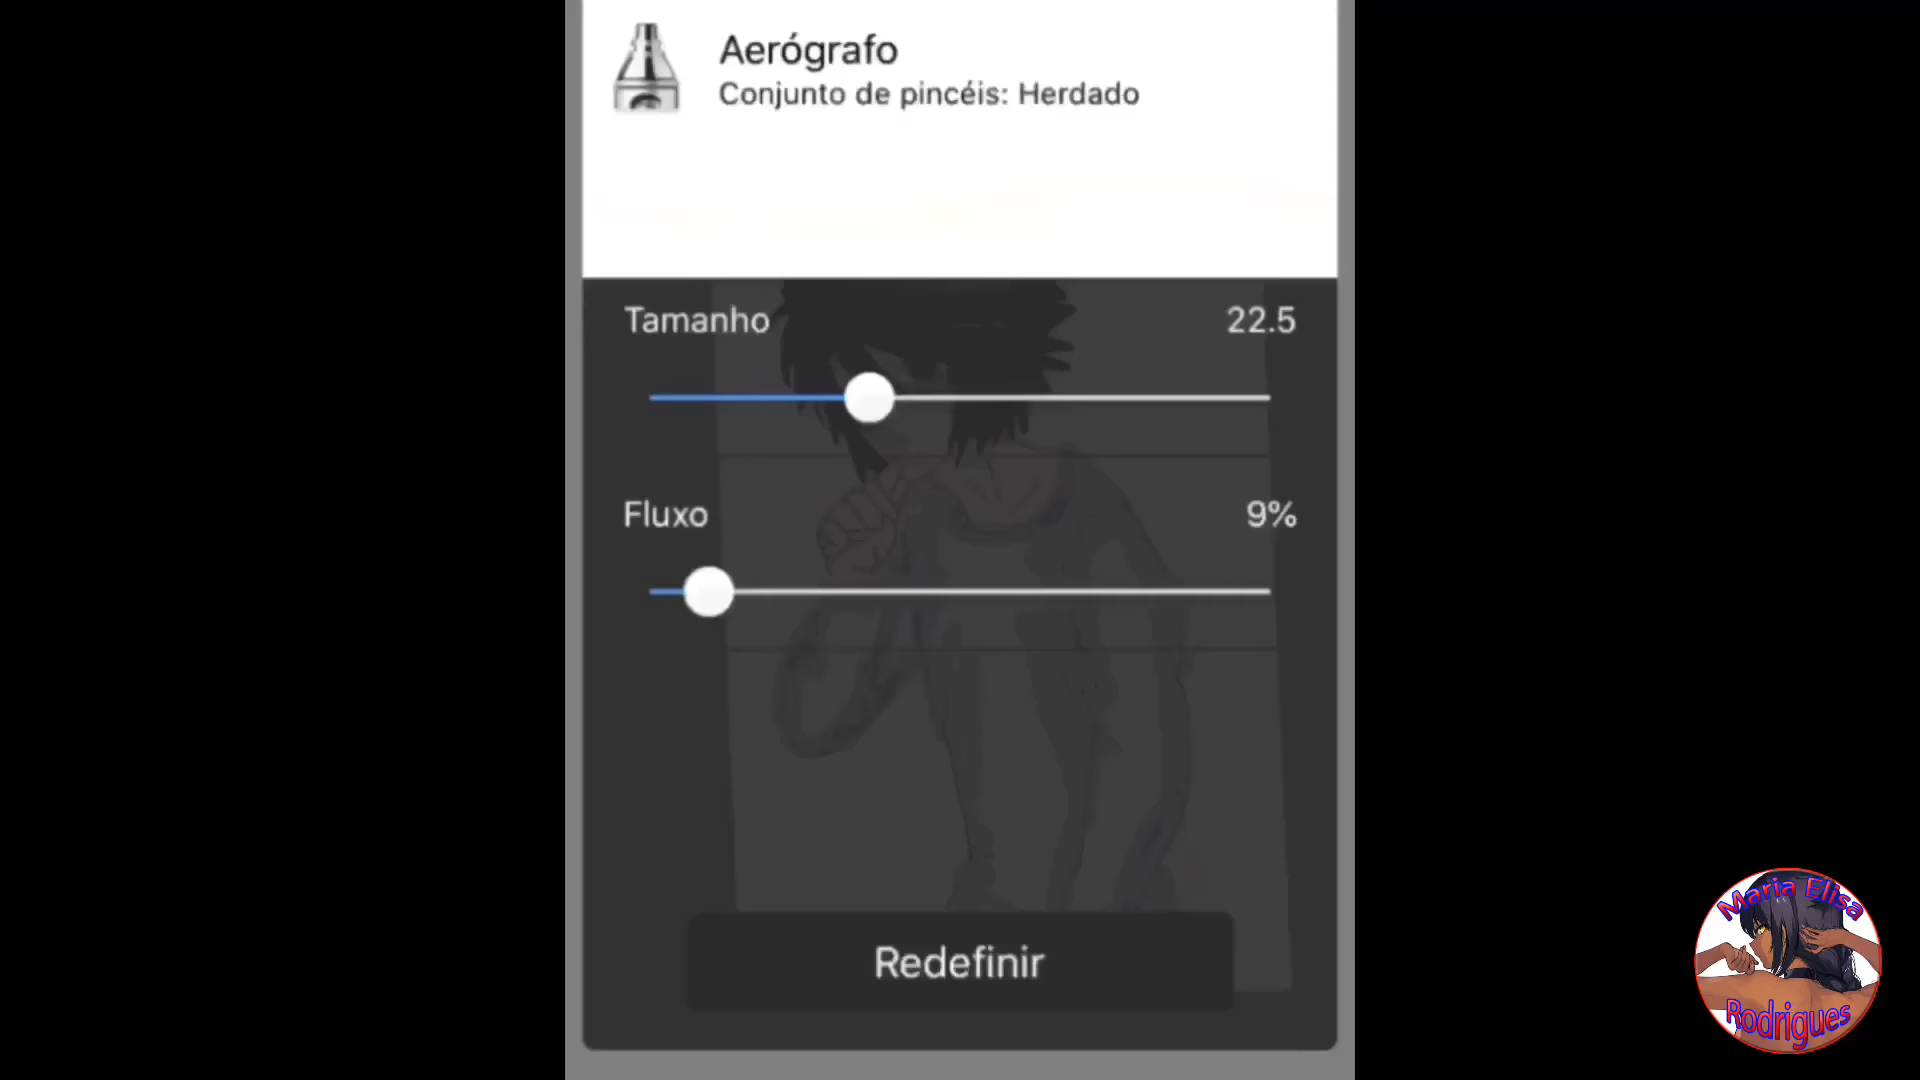 Aerógrafo
Conjunto de pincéis: Herdado
Tamanho 22.5
Fluxo 9%
Redefinir
Maria Elisa
Rodrigues